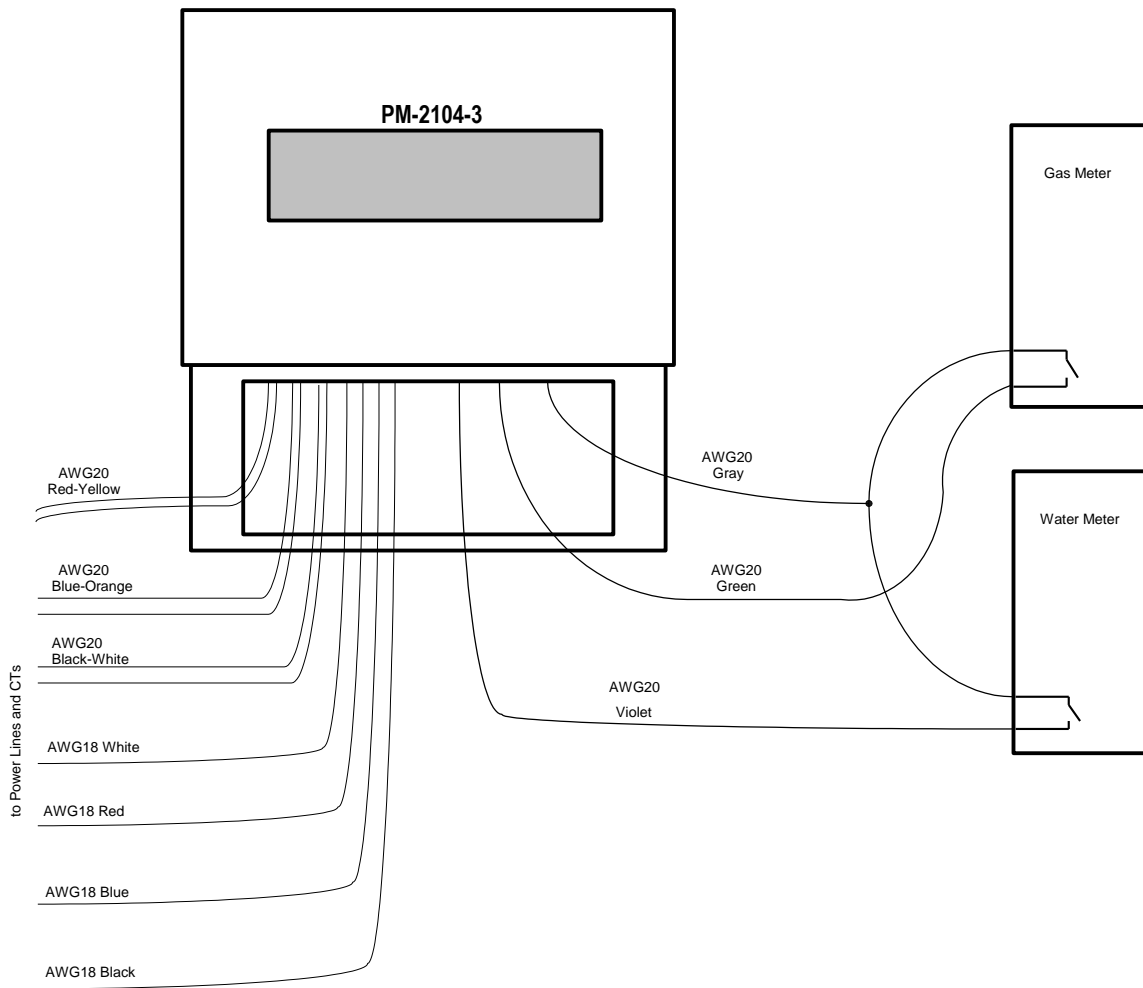 PM-2104-3
Gas Meter
AWG20
Gray
AWG20
Red-Yellow
Water Meter
AWG20
Blue-Orange
AWG20
Green
AWG20
Black-White
AWG20
Violet
to Power Lines and CTs
AWG18 White
AWG18 Red
AWG18 Blue
AWG18 Black